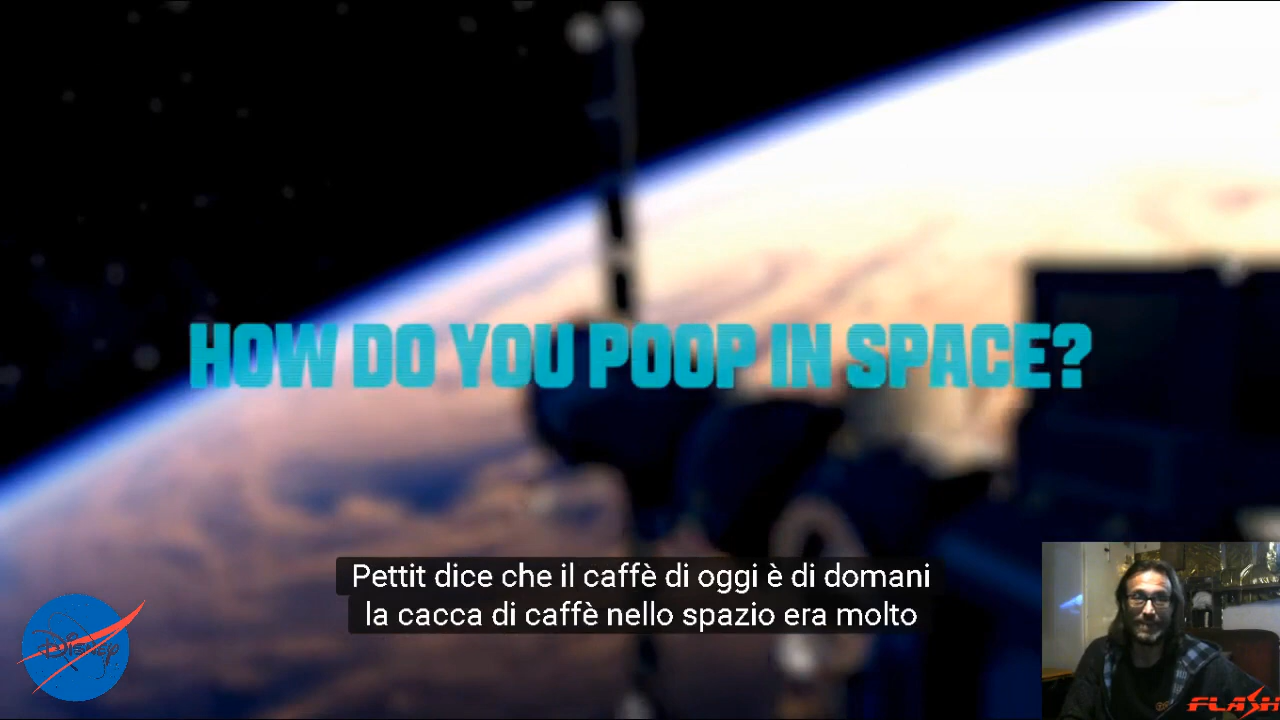 HOW DO YOU POOP IN SPACE?
Pettit dice che il caffè di oggi è di domani
la cacca di caffè nello spazio era molto
Disney
FLASH